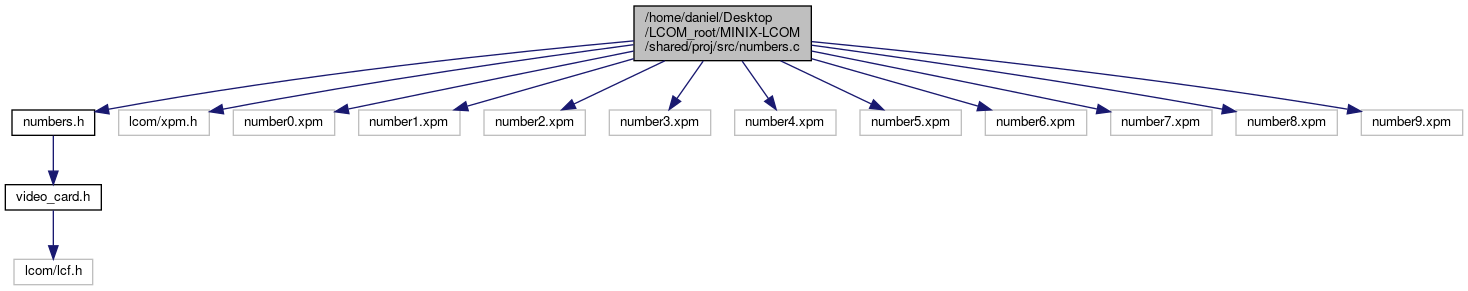 /home/daniel/Desktop
/LCOM_root/MINIX-LCOM
/shared/proj/src/numbers.c
numbers.h
lcom/xpm.h
number0.xpm
number1.xpm
number2.xpm
number3.xpm
number4.xpm
number5.xpm
number6.xpm
number7.xpm
number8.xpm
number9.xpm
video_card.h
lcom/lcf.h